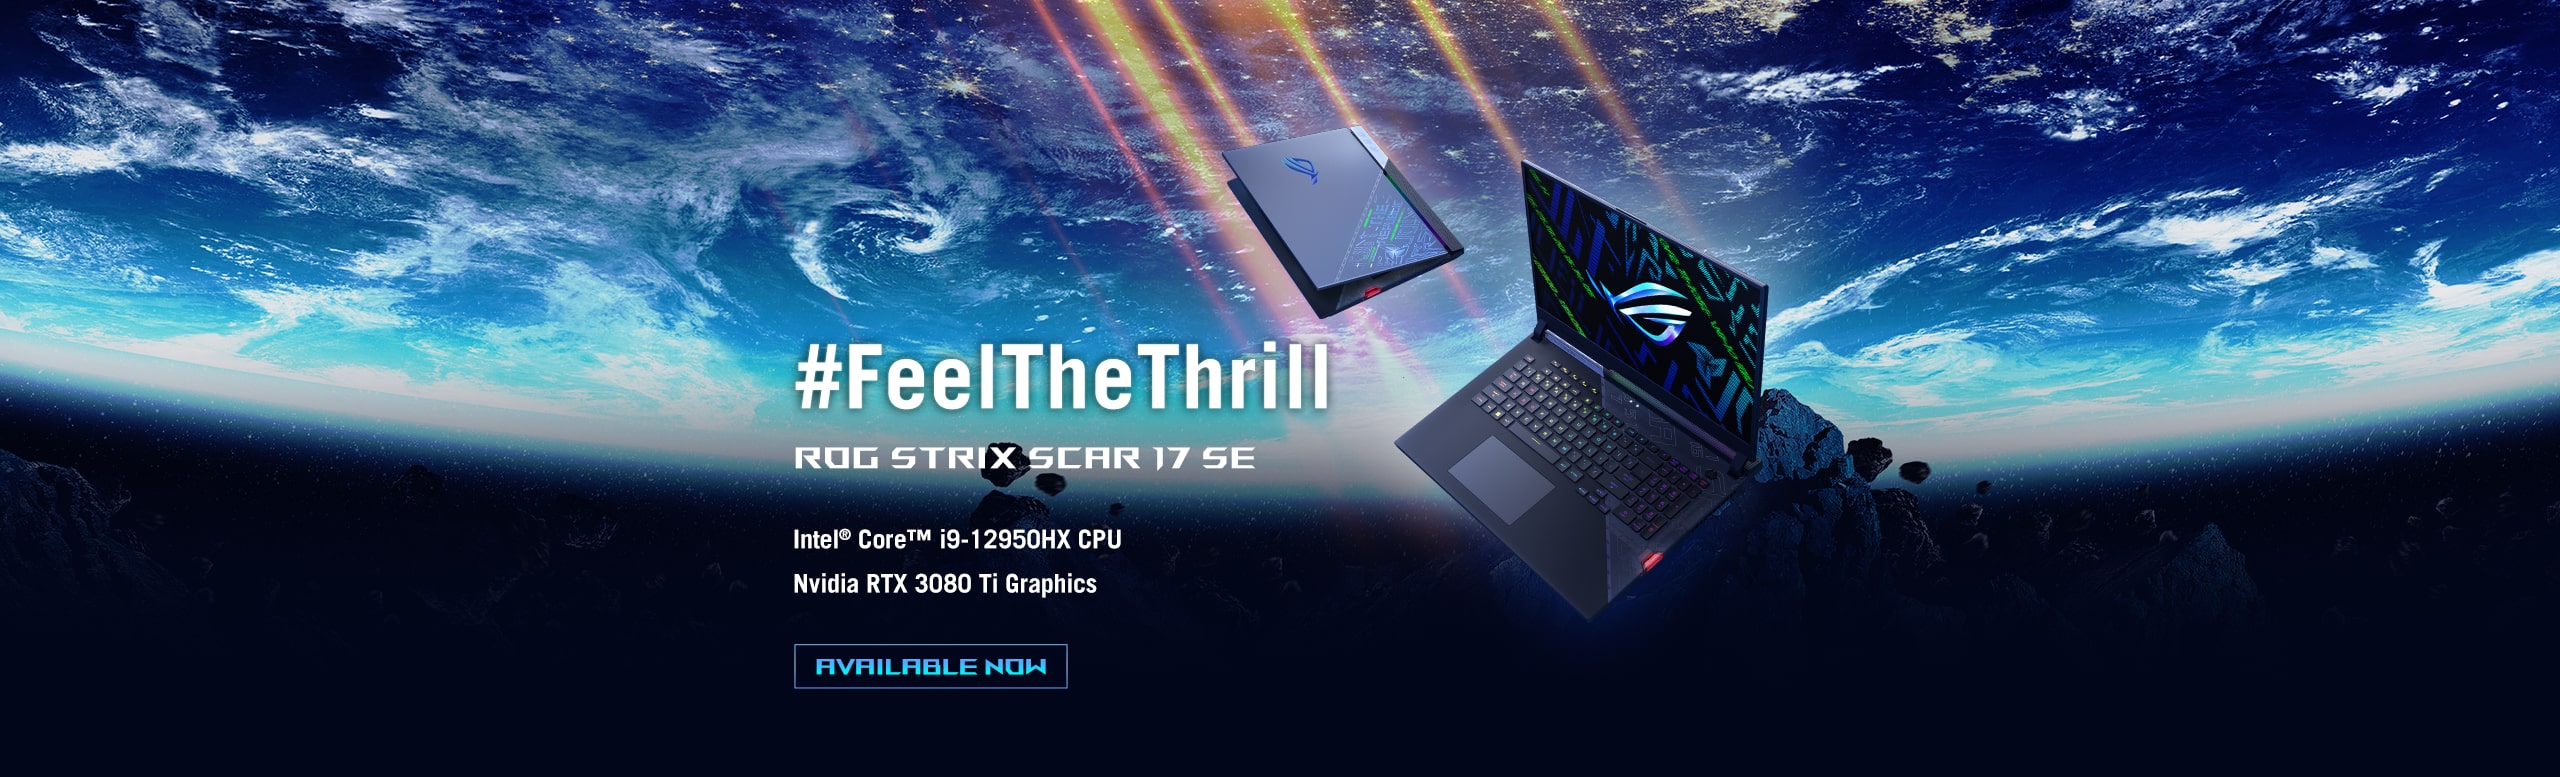 #FeelTheThrill
ROG STRIX SCAR 17 SE
Intel® Core™ i9-12950HX CPU
Nvidia RTX 3080 Ti Graphics
AVAILABLE NOW